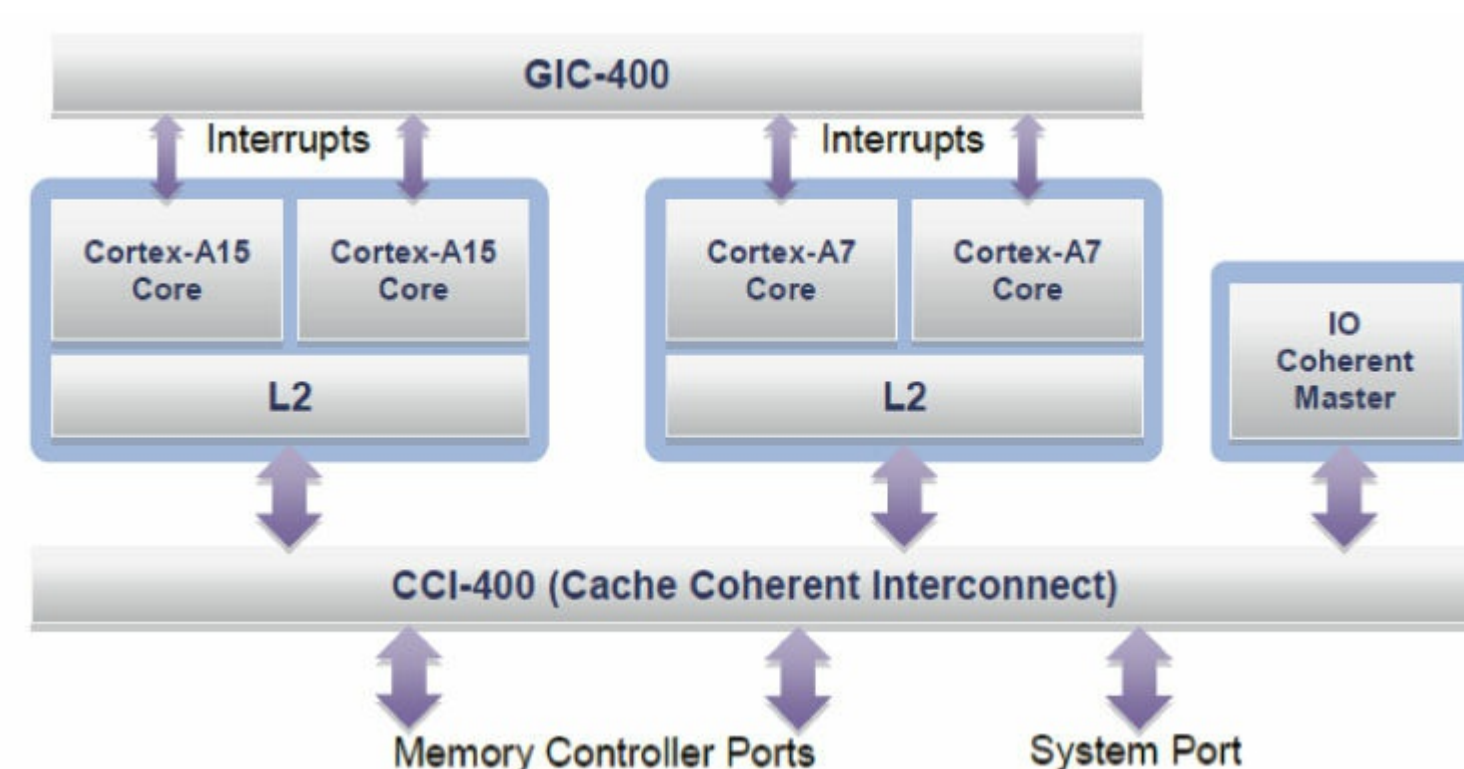 GIC-400
Interrupts
Interrupts
Cortex-A15
Core
Cortex-A15
Core
Cortex-A7
Core
Cortex-A7
Core
IO
Coherent
Master
L2
L2
CCI-400 (Cache Coherent Interconnect)
Memory Controller Ports
System Port